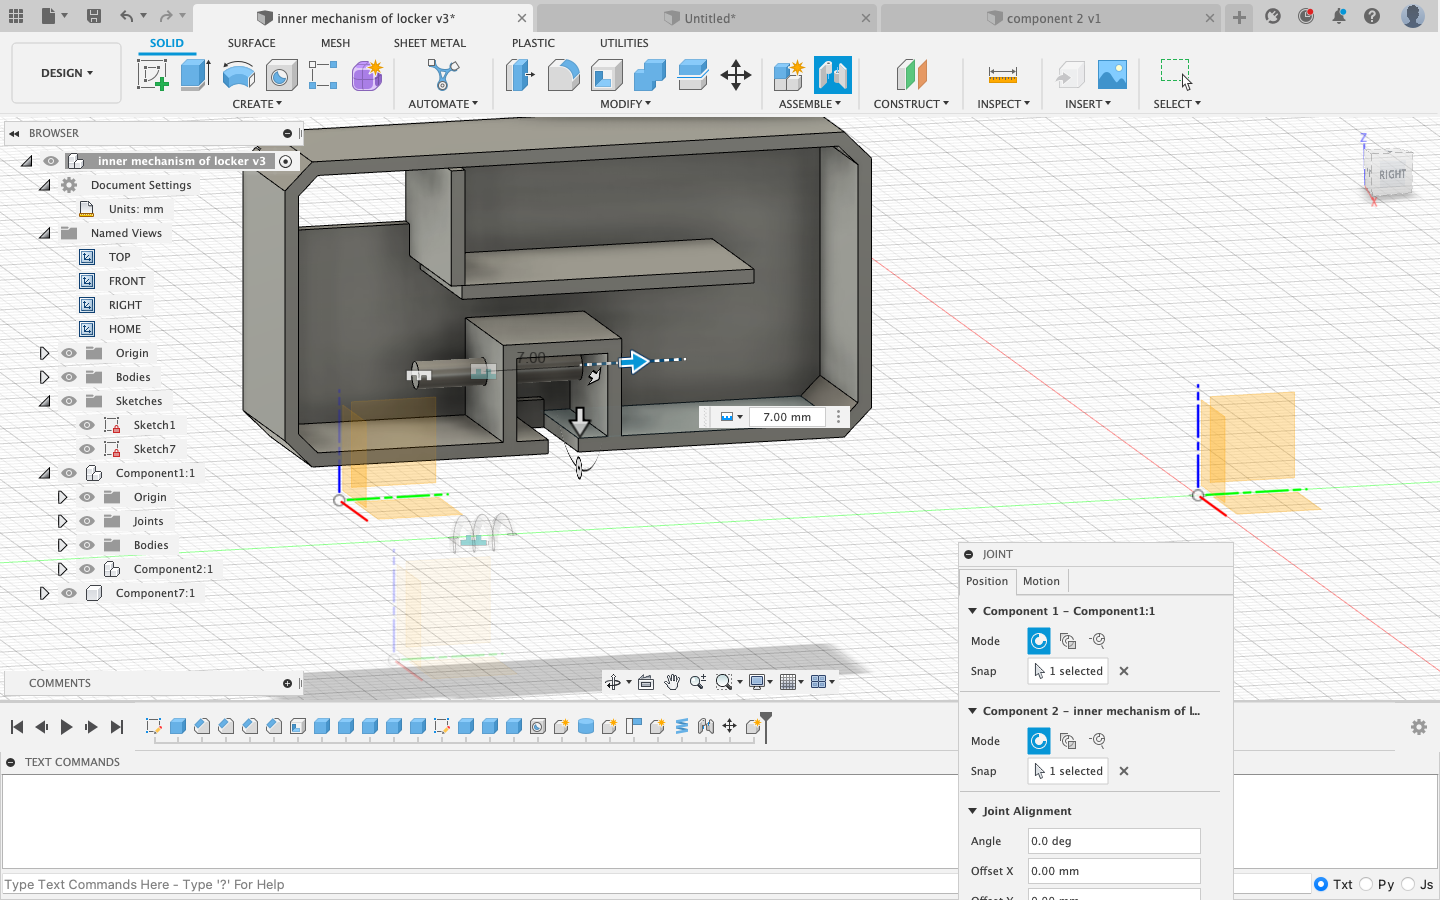 inner mechanism of locker v3*
Untitled*
component 2 v1
DESIGN
SOLID
SURFACE
MESH
SHEET METAL
PLASTIC
UTILITIES
CREATE
AUTOMATE
MODIFY
ASSEMBLE
CONSTRUCT
INSPECT
INSERT
SELECT
BROWSER
inner mechanism of locker v3
Document Settings
Units: mm
Named Views
TOP
FRONT
RIGHT
HOME
Origin
Bodies
Sketches
Sketch1
Sketch7
Component1:1
Origin
Joints
Bodies
Component2:1
Component7:1
Z
RIGHT
X
7.00
7.00 mm
COMMENTS
JOINT
Position
Motion
Component 1 - Component1:1
Mode
Snap
1 selected
Component 2 - inner mechanism of l...
Mode
Snap
1 selected
Joint Alignment
Angle
0.0 deg
Offset X
0.00 mm
TEXT COMMANDS
Type Text Commands Here - Type '?' For Help
Txt
Py
Js